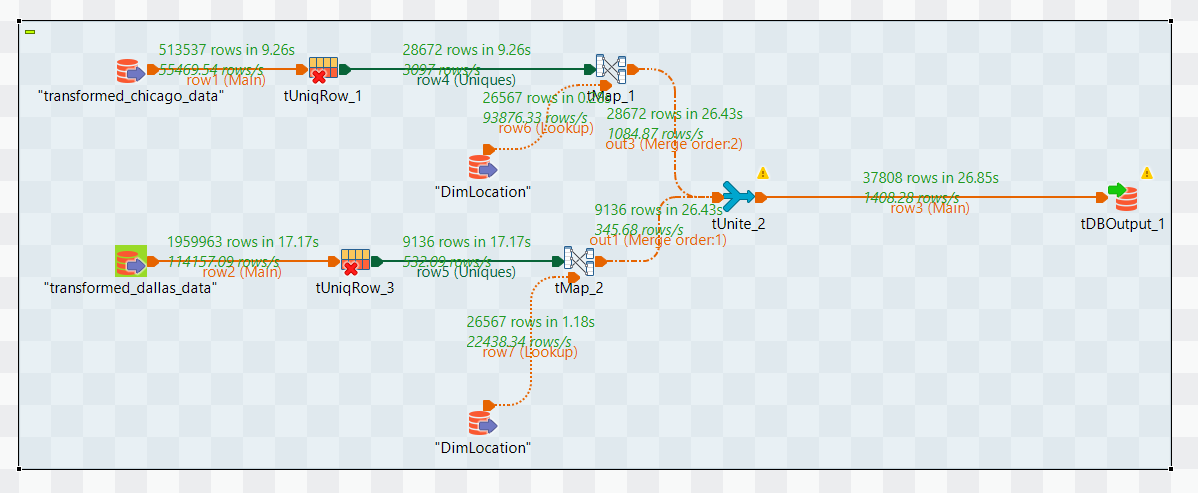 513537 rows in 9.26s
55469.54 rows/s
row1 (Main)
"transformed_chicago_data"
tUniqRow_1
28672 rows in 9.26s
3097 rows/s
row4 (Uniques)
tMap_1
26567 rows in 0.28s
93876.33 rows/s
row6 (Lookup)
"DimLocation"
28672 rows in 26.43s
1084.87 rows/s
out3 (Merge order:2)
tUnite_2
37808 rows in 26.85s
1408.28 rows/s
row3 (Main)
tDBOutput_1
1959963 rows in 17.17s
114157.09 rows/s
row2 (Main)
"transformed_dallas_data"
tUniqRow_3
9136 rows in 17.17s
532.09 rows/s
row5 (Uniques)
tMap_2
9136 rows in 26.43s
345.68 rows/s
out1 (Merge order:1)
26567 rows in 1.18s
22438.34 rows/s
row7 (Lookup)
"DimLocation"